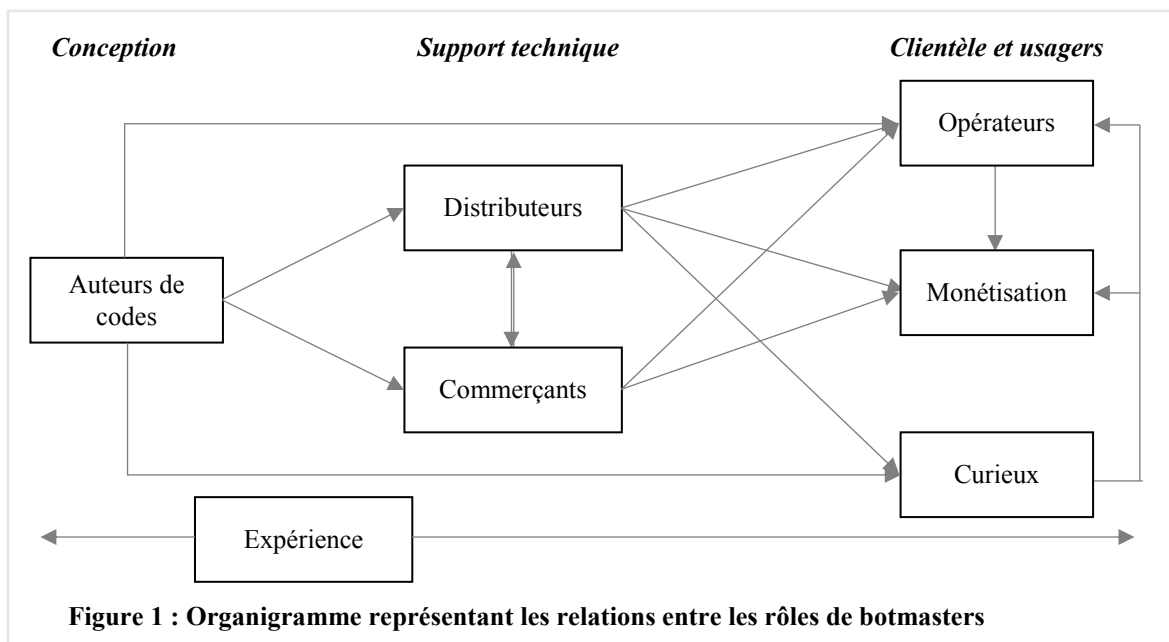 Conception
Support technique
Clientèle et usagers
Opérateurs
Distributeurs
Auteurs de
codes
Monétisation
Commerçants
Curieux
Expérience
Figure 1 : Organigramme représentant les relations entre les rôles de botmasters